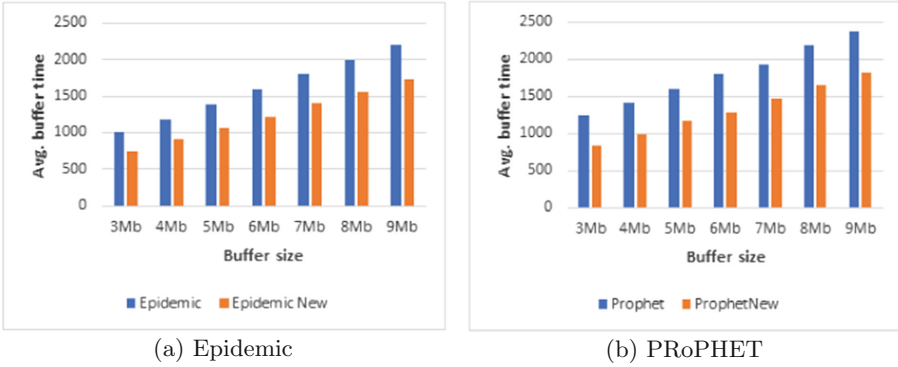 2500
2000
1500
1000
500
0
Avg. buffer time
3Mb 4Mb 5Mb 6Mb 7Mb 8Mb 9Mb
Buffer size
Epidemic Epidemic New
(a) Epidemic
2500
2000
1500
1000
500
0
Avg. buffer time
3Mb 4Mb 5Mb 6Mb 7Mb 8Mb 9Mb
Buffer size
Prophet ProphetNew
(b) PRoPHET